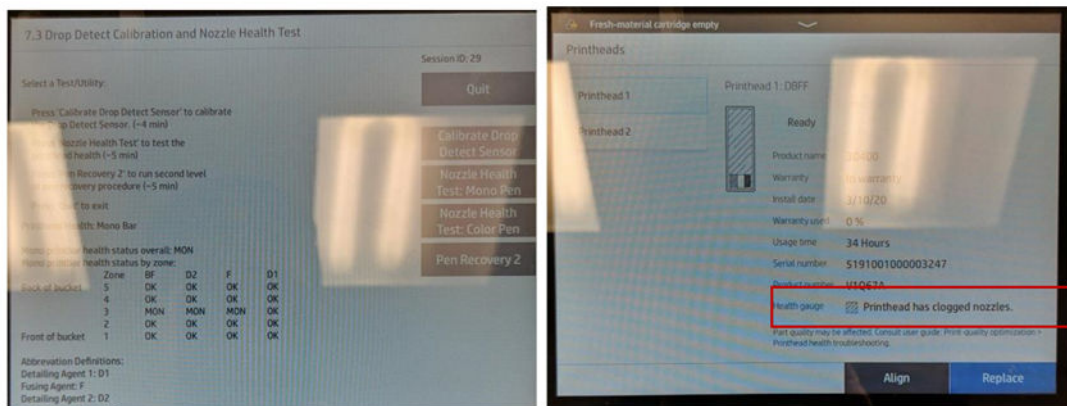 7.3 Drop Detect Calibration and Nozzle Health Test
Session ID: 29
Select a Test/Utility:
Quit
Press 'Calibrate Drop Detect Sensor' to calibrate
Drop Detect Sensor. (~4 min)
Calibrate Drop
Detect Sensor
'Nozzle Health Test' to test the
health (~5 min)
Nozzle Health
Test: Mono Pen
Pen Recovery 2' to run second level
recovery procedure (~5 min)
Nozzle Health
Test: Color Pen
to exit
Health: Mono Bar
Pen Recovery 2
health status overall: MON
health status by zone:
Zone BF D2 F D1
Back of bucket 5 OK OK OK OK
4 OK OK OK OK
3 MON MON MON OK
2 OK OK OK OK
Front of bucket 1 OK OK OK OK
Abbrevation Definitions:
Detailing Agent 1: D1
Fusing Agent: F
Detailing Agent 2: D2
Fresh-material cartridge empty
Printheads
Printhead 1
Printhead 2
Printhead 1: DBFF
Ready
Product name
Warranty In warranty
Install date 3/10/20
Warranty used 0 %
Usage time 34 Hours
Serial number S191001000003247
Product number V1Q67A
Health gauge Printhead has clogged nozzles.
Part quality may be affected. Consult user guide: Print-quality optimization >
Printhead health troubleshooting.
Align
Replace